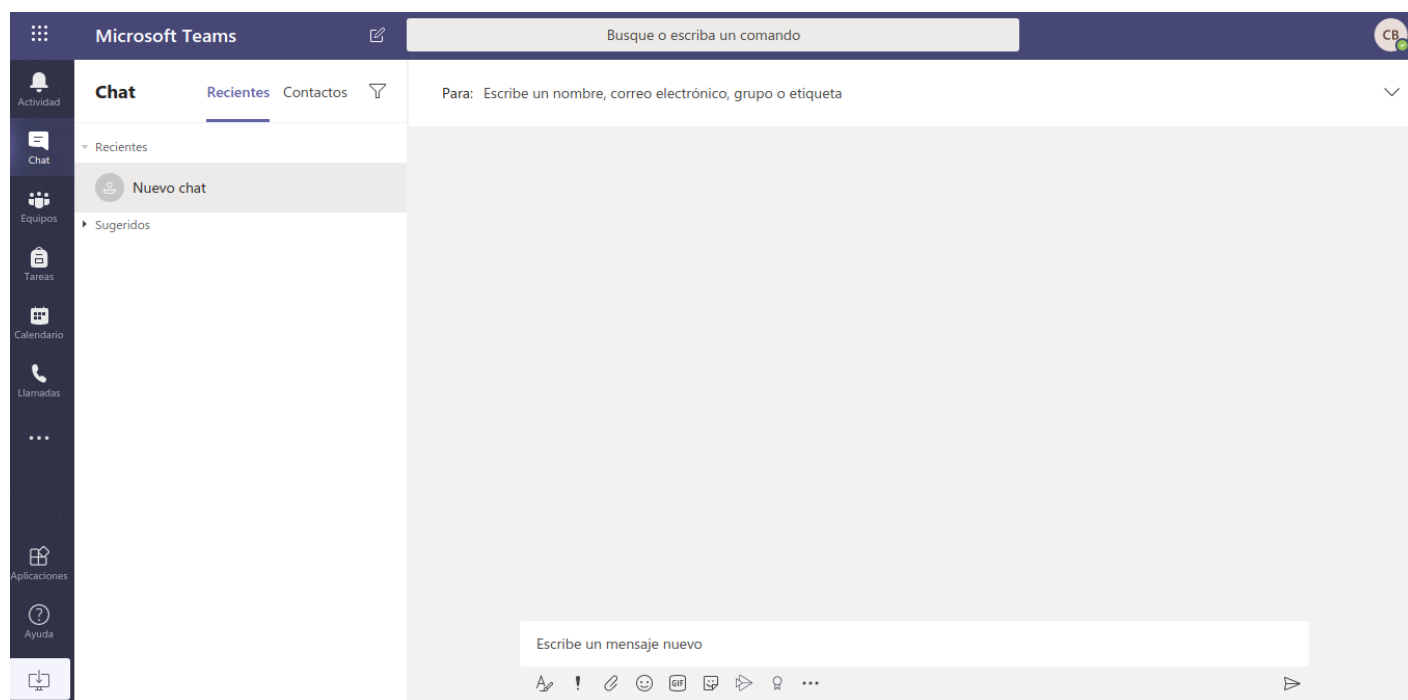 Microsoft Teams
Busque o escriba un comando
CB
Actividad
Chat
Equipos
Tareas
Calendario
Llamadas
Aplicaciones
Ayuda
Chat
Recientes Contactos
Recientes
Nuevo chat
Sugeridos
Para: Escribe un nombre, correo electrónico, grupo o etiqueta
Escribe un mensaje nuevo
GIF